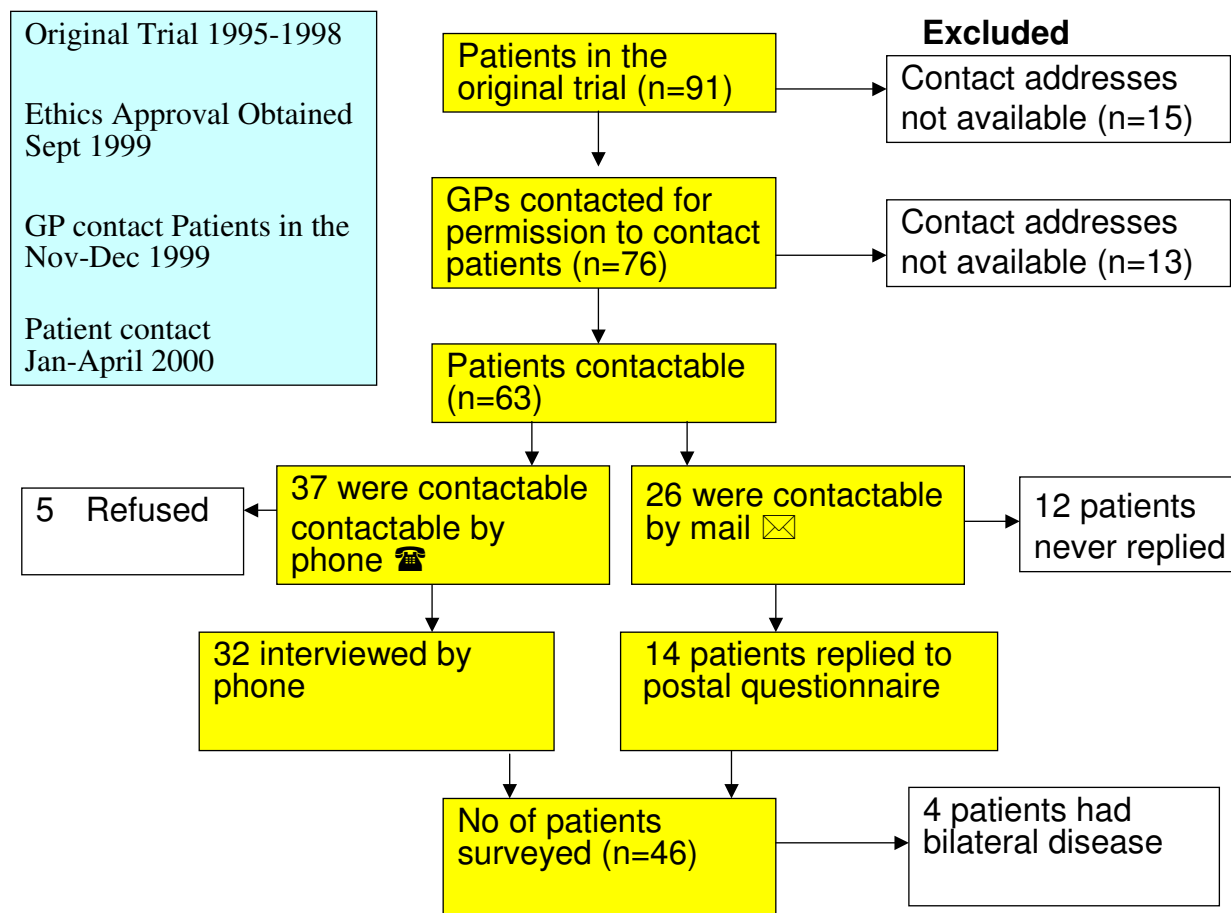 Original Trial 1995-1998
Ethics Approval Obtained
Sept 1999
GP contact Patients in the
Nov-Dec 1999
Patient contact
Jan-April 2000
Patients in the
original trial (n=91)
Excluded
Contact addresses
not available (n=15)
GPs contacted for
permission to contact
patients (n=76)
Contact addresses
not available (n=13)
Patients contactable
(n=63)
5 Refused
37 were contactable
contactable by
phone ☎
26 were contactable
by mail ✉
12 patients
never replied
32 interviewed by
phone
14 patients replied to
postal questionnaire
No of patients
surveyed (n=46)
4 patients had
bilateral disease